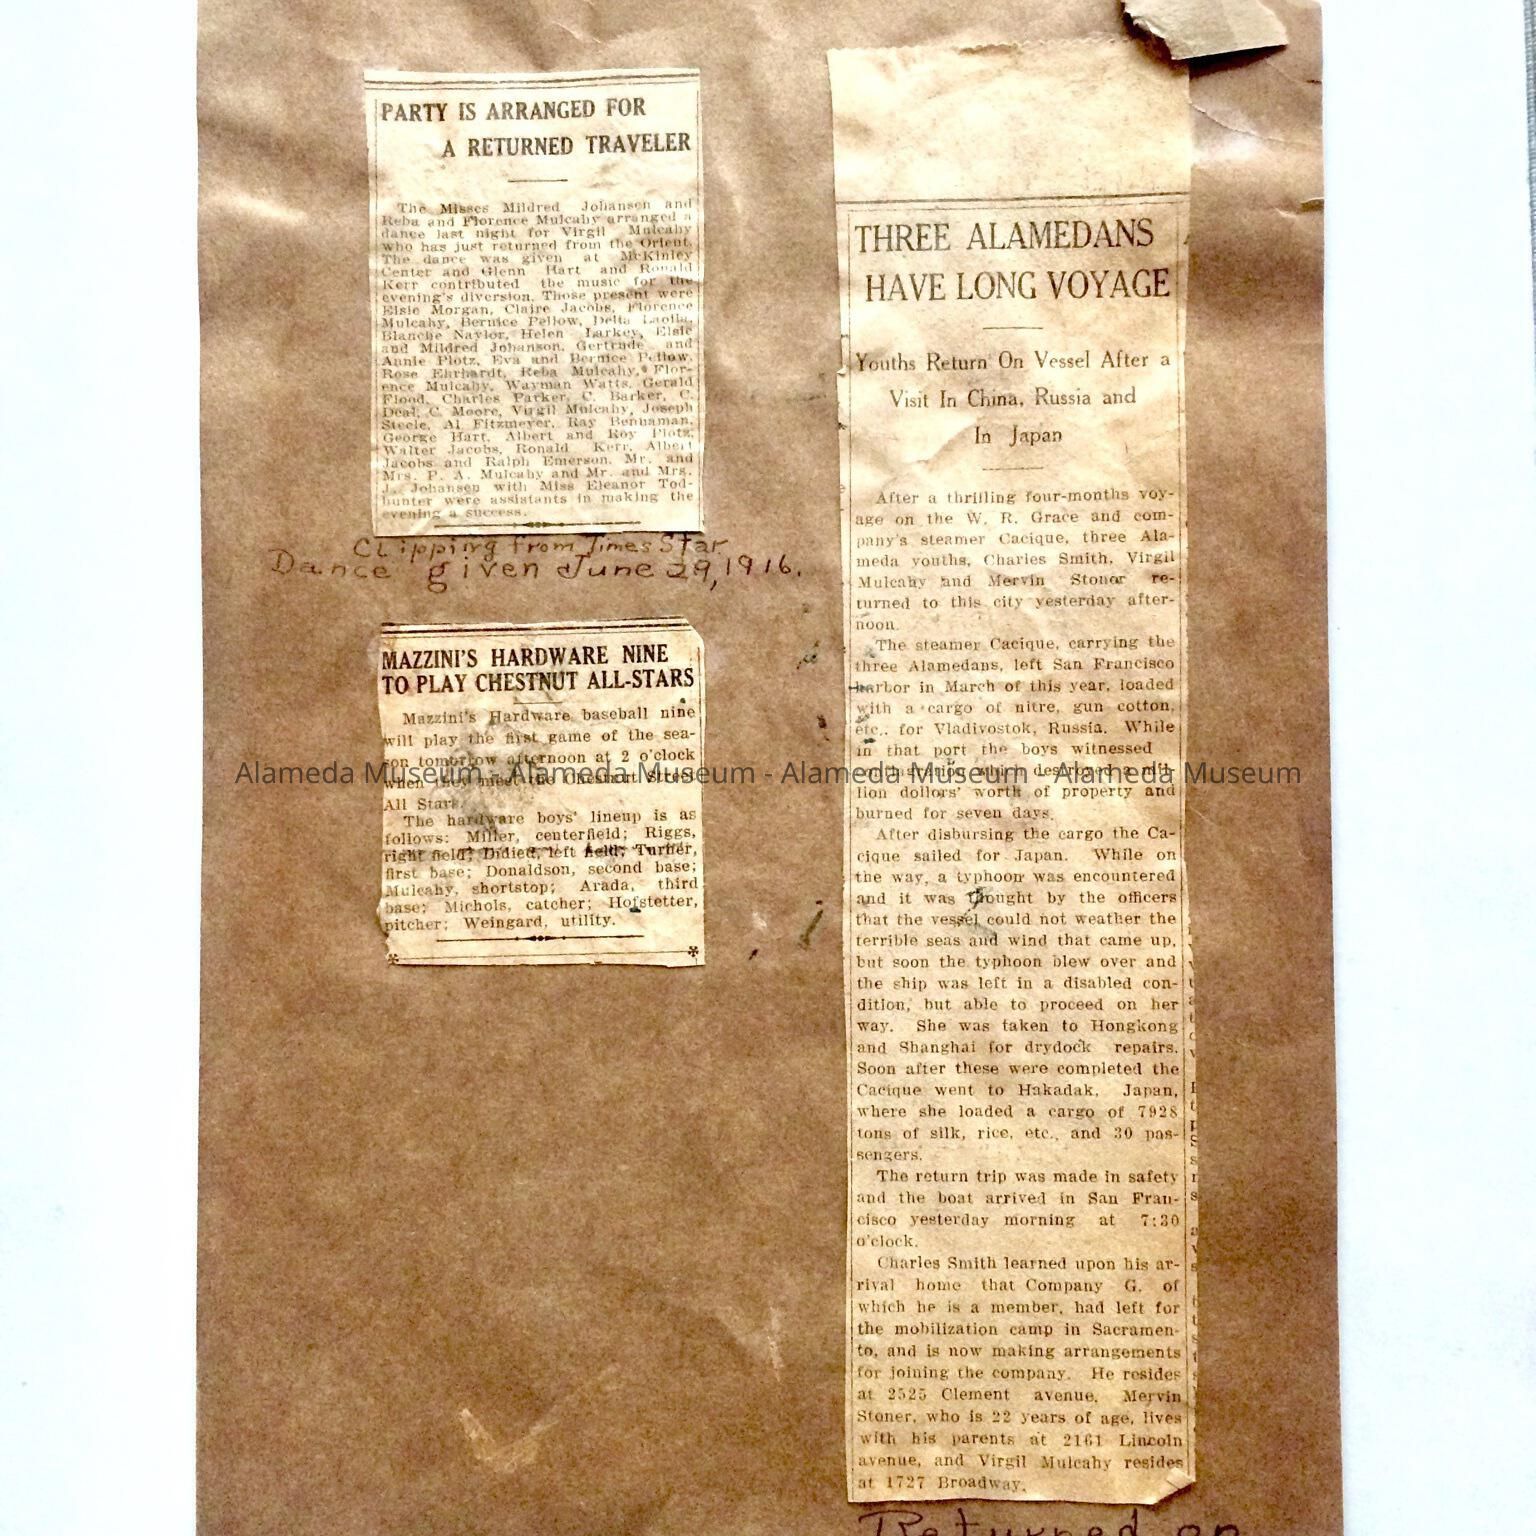 PARTY IS ARRANGED FOR
A RETURNED TRAVELER
The Misses Mildred Johansen and
Reba and Florence Mulcahy arranged a
dance last night for Virgil Mulcahy
who has just returned from the Orient.
The dance was given at McKinley
Center and Glenn Hart and Ronald
Kerr contributed the music for the
evening's diversion. Those present were
Elsie Morgan, Claire Jacobs, Florence
Mulcahy, Bernice Pellow, Delta
Blanche Naylor, Helen Larkey, Elsie
and Mildred Johanson, Gertrude and
Annie Plotz, Eva and Bernice Pellow,
Rose Ehrhardt, Reba Mulcahy, Flor-
ence Mulcahy, Wayman Watts, Gerald
Flood, Charles Parker, C. Barker, C.
Deal, C. Moore, Virgil Mulcahy, Joseph
Steele, Al Fitzmeyer, Ray Bennaman,
George Hart, Albert and Roy Plotz,
Walter Jacobs, Ronald Kerr, Albert
Jacobs and Ralph Emerson. Mr. and
Mrs. P. A. Mulcahy and Mr. and Mrs.
J. Johansen with Miss Eleanor Tod-
hunter were assistants in making the
evening a success.
Clipping from Times Star
Dance given June 29, 1916.
MAZZINI'S HARDWARE NINE
TO PLAY CHESTNUT ALL-STARS
Mazzini's Hardware baseball nine
will play the first game of the sea-
son tomorrow afternoon at 2 o'clock
when they meet the Chestnut Street
All Stars.
The hardware boys' lineup is as
follows: Miller, centerfield; Riggs,
right field; Didied, left field; Turner,
first base; Donaldson, second base;
Mulcahy, shortstop; Arada, third
base; Michols, catcher; Hofstetter,
pitcher; Weingard, utility.
THREE ALAMEDANS
HAVE LONG VOYAGE
Youths Return On Vessel After a
Visit In China, Russia and
In Japan
After a thrilling four-months voy-
age on the W. R. Grace and com-
pany's steamer Cacique, three Ala-
meda youths, Charles Smith, Virgil
Mulcahy and Mervin Stoner re-
turned to this city yesterday after-
noon.
The steamer Cacique, carrying the
three Alamedans, left San Francisco
harbor in March of this year, loaded
with a cargo of nitre, gun cotton,
etc., for Vladivostok, Russia. While
in that port the boys witnessed
which destroyed a mil-
lion dollors' worth of property and
burned for seven days.
After disbursing the cargo the Ca-
cique sailed for Japan. While on
the way, a typhoon was encountered
and it was thought by the officers
that the vessel could not weather the
terrible seas and wind that came up,
but soon the typhoon blew over and
the ship was left in a disabled con-
dition, but able to proceed on her
way. She was taken to Hongkong
and Shanghai for drydock repairs.
Soon after these were completed the
Cacique went to Hakadak, Japan,
where she loaded a cargo of 7928
tons of silk, rice, etc., and 30 pas-
sengers.
The return trip was made in safety
and the boat arrived in San Fran-
cisco yesterday morning at 7:30
o'clock.
Charles Smith learned upon his ar-
rival home that Company G. of
which he is a member, had left for
the mobilization camp in Sacramen-
to, and is now making arrangements
for joining the company. He resides
at 2525 Clement avenue. Mervin
Stoner, who is 22 years of age, lives
with his parents at 2161 Lincoln
avenue, and Virgil Mulcahy resides
at 1727 Broadway.
Returned on
Alameda Museum - Alameda Museum - Alameda Museum - Alameda Museum